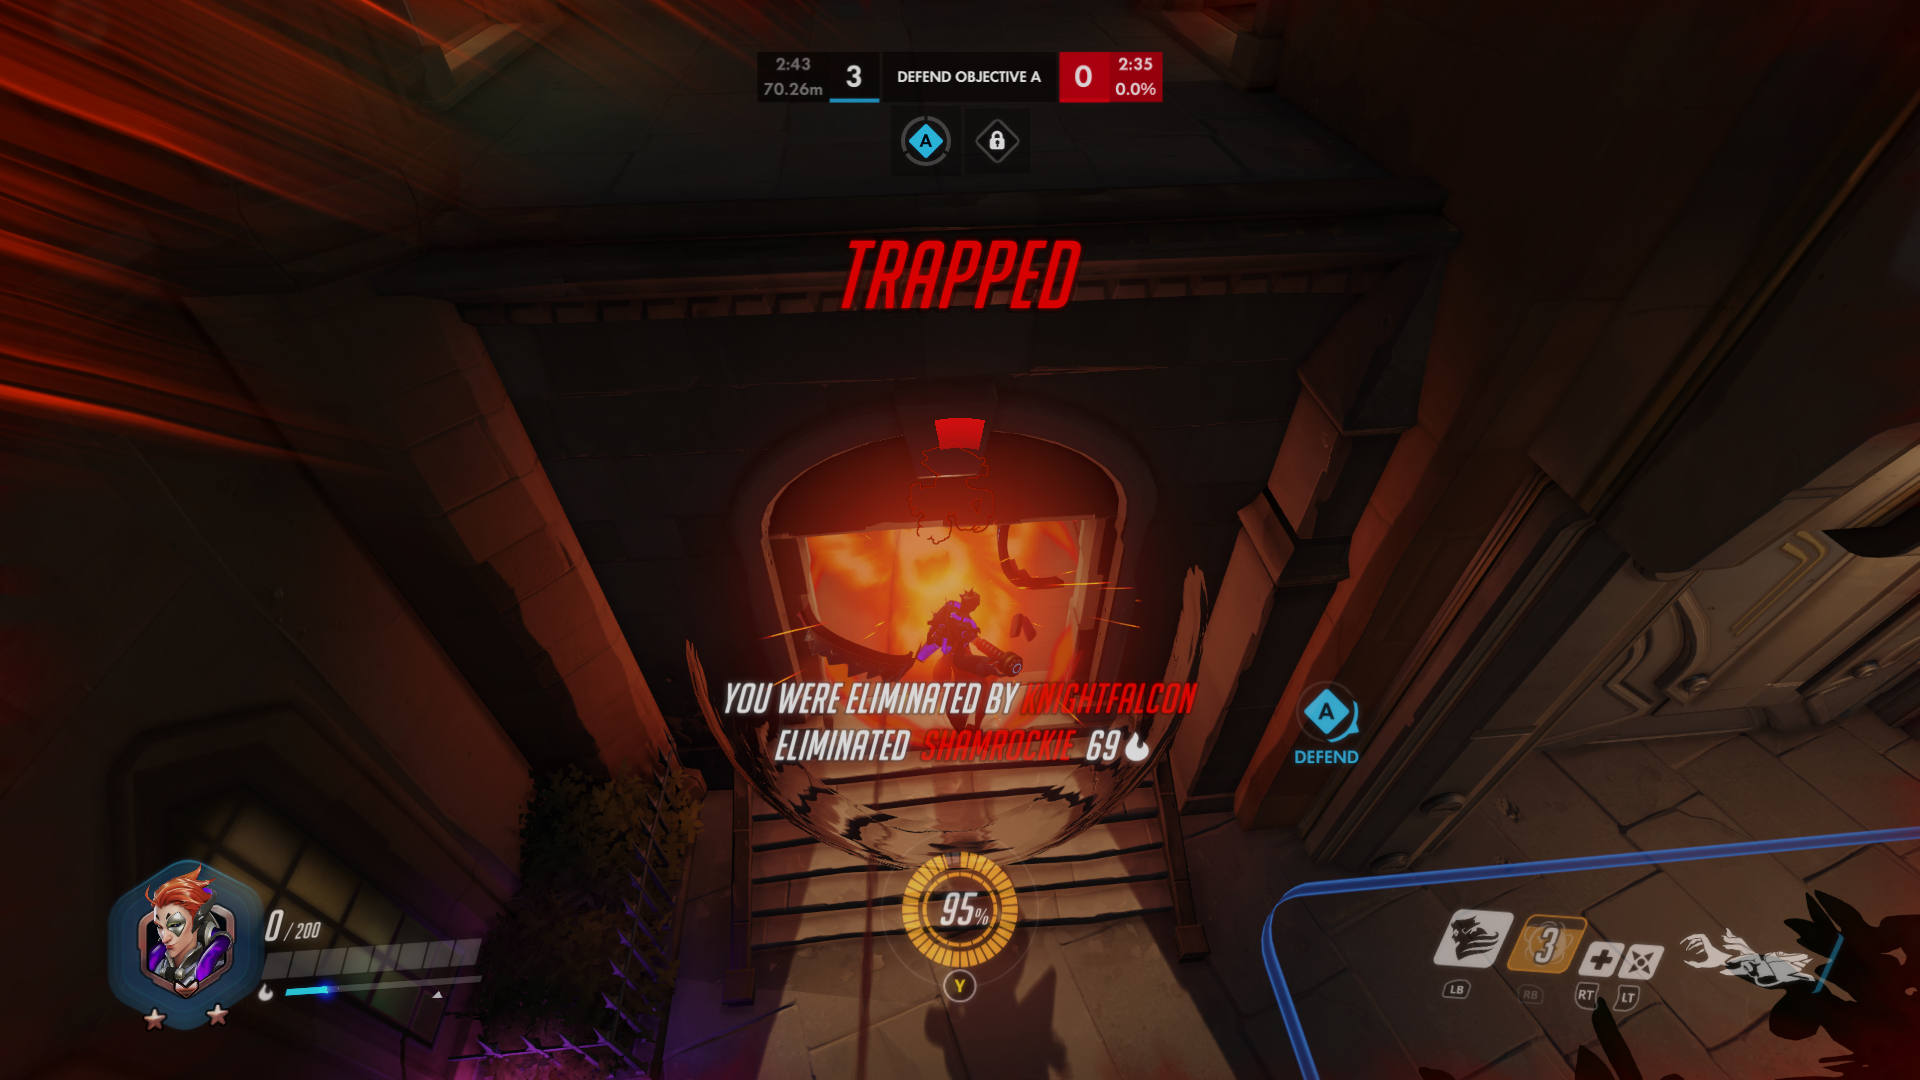 2:43
70.26m
3
DEFEND OBJECTIVE A
0
2:35
0.0%
A
TRAPPED
YOU WERE ELIMINATED BY KNIGHTFALCON
ELIMINATED SHAMROCKIE 69
A
DEFEND
0 / 200
95%
Y
3
LB
RB
RT
LT